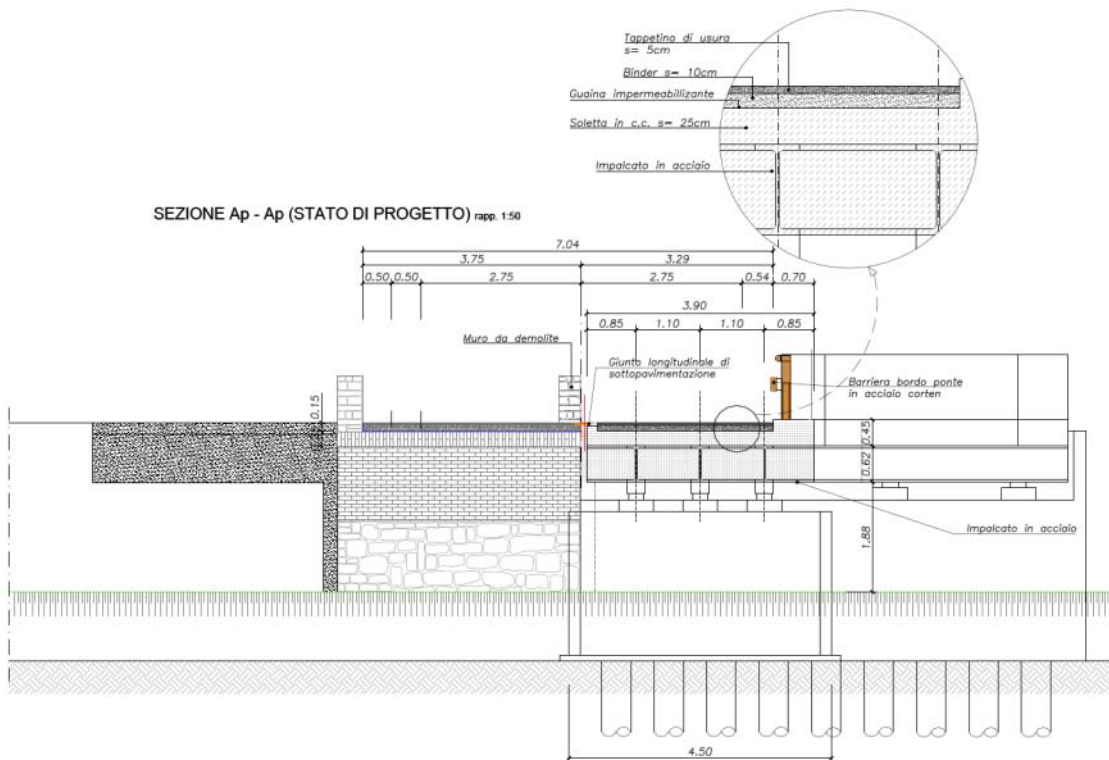 Tappetino di usura
s= 5cm
Binder s= 10cm
Guaina impermeabilizzante
Soletta in c.c. s= 25cm
Impalcato in acciaio
SEZIONE Ap - Ap (STATO DI PROGETTO) rapp. 1:50
7.04
3.75
3.29
0.50
0.50
2.75
2.75
0.54
0.70
3.90
0.85
1.10
1.10
0.85
Muro da demolite
Giunto longitudinale di
sottopavimentazione
Barriera bordo ponte
in acciaio corten
0.15
0.45
0.62
1.88
Impalcato in acciaio
4.50